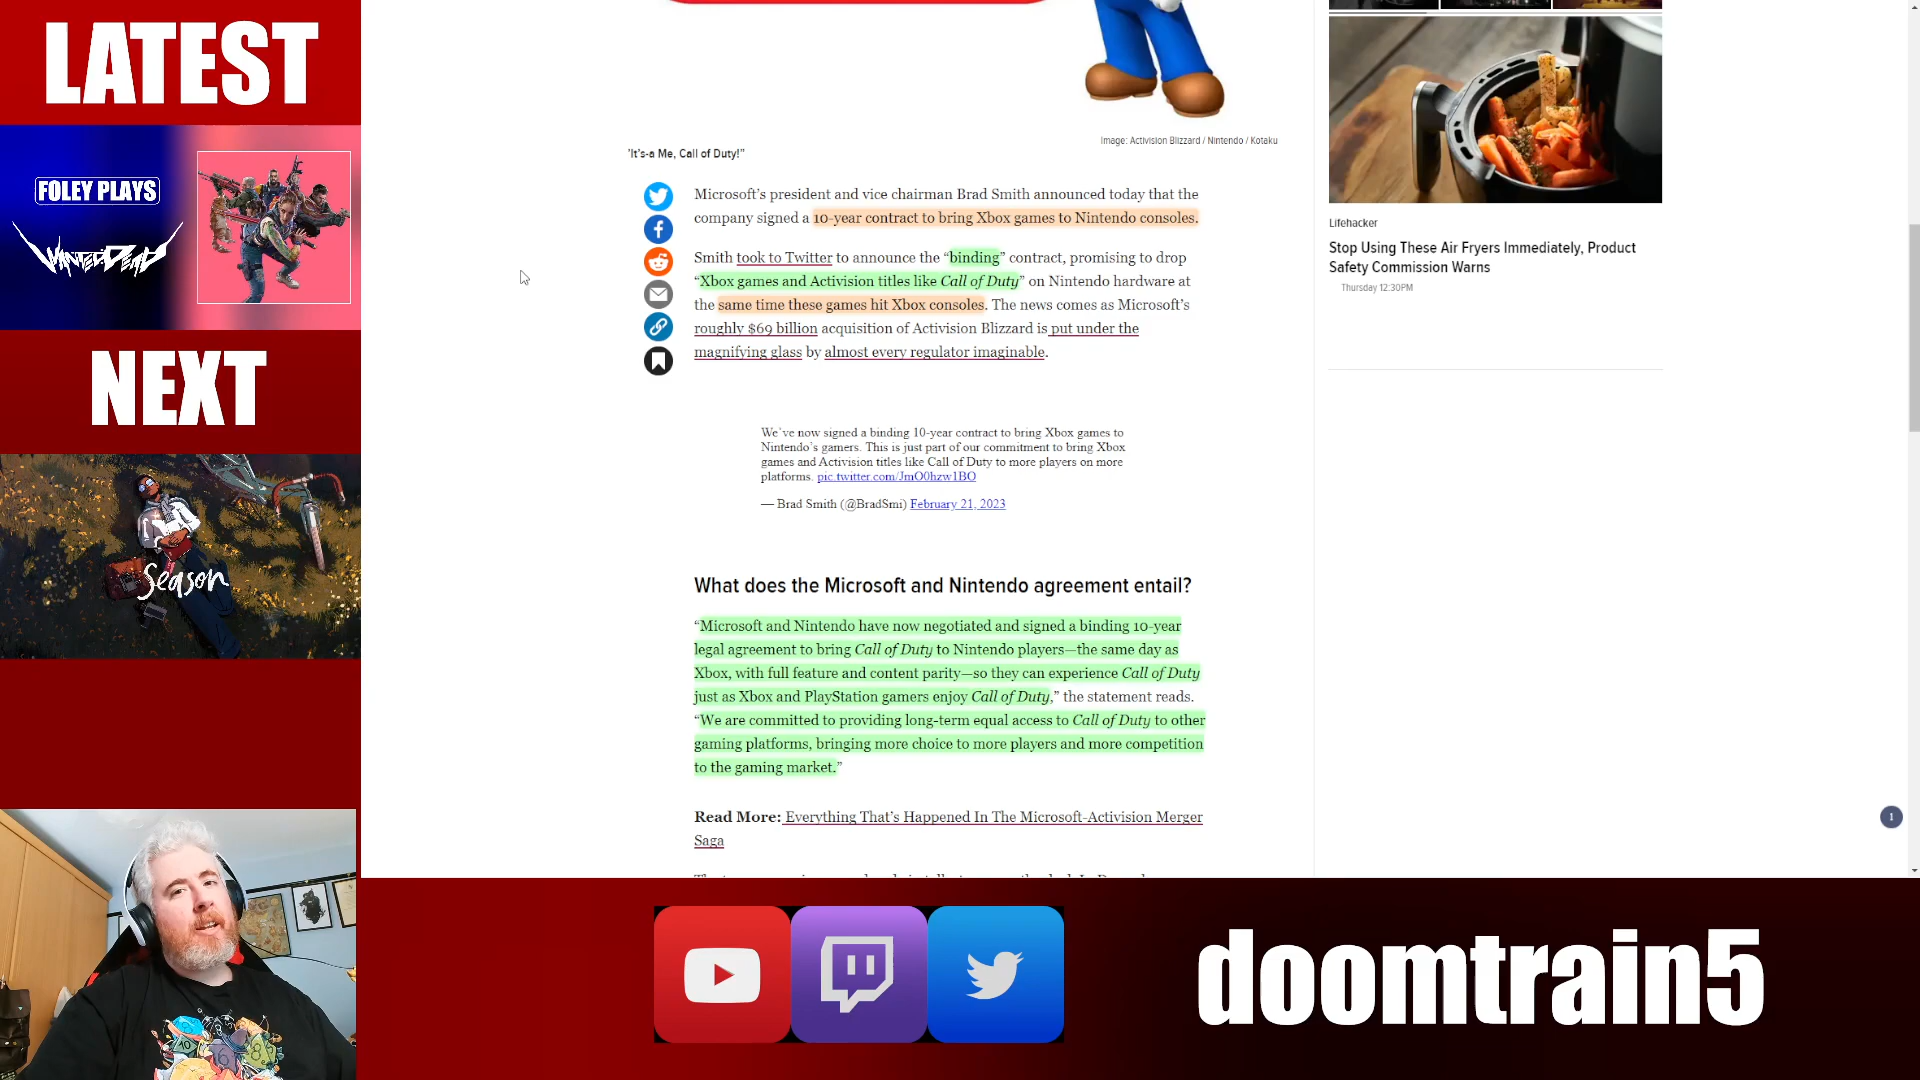 LATEST
FOLEY PLAYS
WANTED: DEAD
NEXT
Season
Image: Activision Blizzard / Nintendo / Kotaku
'It's-a Me, Call of Duty!"
Microsoft's president and vice chairman Brad Smith announced today that the
company signed a 10-year contract to bring Xbox games to Nintendo consoles.
Smith took to Twitter to announce the “binding” contract, promising to drop
“Xbox games and Activision titles like Call of Duty” on Nintendo hardware at
the same time these games hit Xbox consoles. The news comes as Microsoft's
roughly $69 billion acquisition of Activision Blizzard is put under the
magnifying glass by almost every regulator imaginable.
We've now signed a binding 10-year contract to bring Xbox games to
Nintendo's gamers. This is just part of our commitment to bring Xbox
games and Activision titles like Call of Duty to more players on more
platforms. pic.twitter.com/JmO0hzw1BO
— Brad Smith (@BradSmi) February 21, 2023
What does the Microsoft and Nintendo agreement entail?
“Microsoft and Nintendo have now negotiated and signed a binding 10-year
legal agreement to bring Call of Duty to Nintendo players—the same day as
Xbox, with full feature and content parity—so they can experience Call of Duty
just as Xbox and PlayStation gamers enjoy Call of Duty,” the statement reads.
“We are committed to providing long-term equal access to Call of Duty to other
gaming platforms, bringing more choice to more players and more competition
to the gaming market.”
Read More: Everything That's Happened In The Microsoft-Activision Merger
Saga
Lifehacker
Stop Using These Air Fryers Immediately, Product
Safety Commission Warns
Thursday 12:30PM
1
doomtrain5